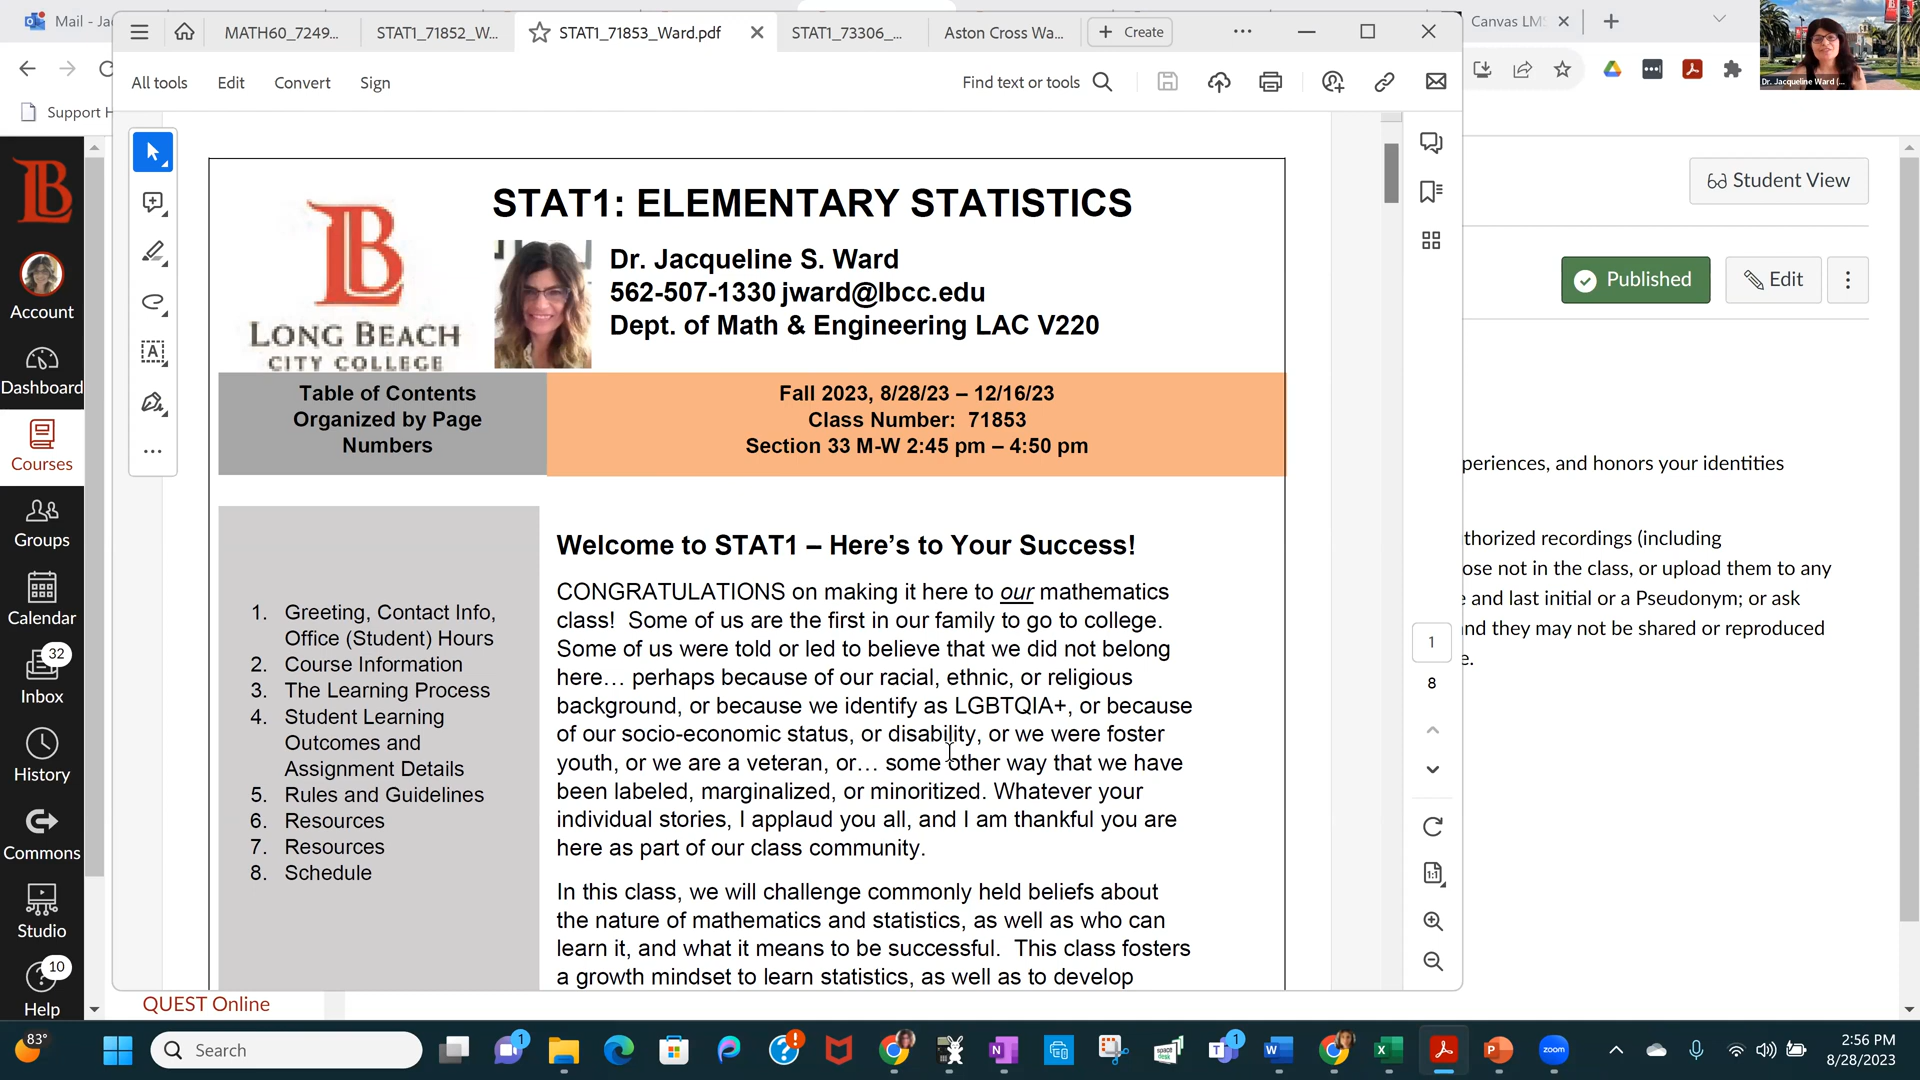 Mail - Ja
MATH60_7249...
STAT1_71852_W...
STAT1_71853_Ward.pdf
STAT1_73306_...
Aston Cross Wa...
Create
Canvas LM
Dr. Jacqueline Ward (...
All tools
Edit
Convert
Sign
Find text or tools
Support H
LB
Account
Dashboard
Courses
Groups
Calendar
32
Inbox
History
Commons
Studio
10
Help
LB
LONG BEACH
CITY COLLEGE
STAT1: ELEMENTARY STATISTICS
Dr. Jacqueline S. Ward
562-507-1330 jward@lbcc.edu
Dept. of Math & Engineering LAC V220
Table of Contents
Organized by Page
Numbers
Fall 2023, 8/28/23 – 12/16/23
Class Number: 71853
Section 33 M-W 2:45 pm – 4:50 pm
1. Greeting, Contact Info,
Office (Student) Hours
2. Course Information
3. The Learning Process
4. Student Learning
Outcomes and
Assignment Details
5. Rules and Guidelines
6. Resources
7. Resources
8. Schedule
Welcome to STAT1 – Here's to Your Success!
CONGRATULATIONS on making it here to our mathematics
class! Some of us are the first in our family to go to college.
Some of us were told or led to believe that we did not belong
here… perhaps because of our racial, ethnic, or religious
background, or because we identify as LGBTQIA+, or because
of our socio-economic status, or disability, or we were foster
youth, or we are a veteran, or… some other way that we have
been labeled, marginalized, or minoritized. Whatever your
individual stories, I applaud you all, and I am thankful you are
here as part of our class community.
In this class, we will challenge commonly held beliefs about
the nature of mathematics and statistics, as well as who can
learn it, and what it means to be successful. This class fosters
a growth mindset to learn statistics, as well as to develop
1
8
1:1
Student View
Published
Edit
periences, and honors your identities
thorized recordings (including
ose not in the class, or upload them to any
e and last initial or a Pseudonym; or ask
nd they may not be shared or reproduced
e.
QUEST Online
83°
Search
1
1
zoom
2:56 PM
8/28/2023